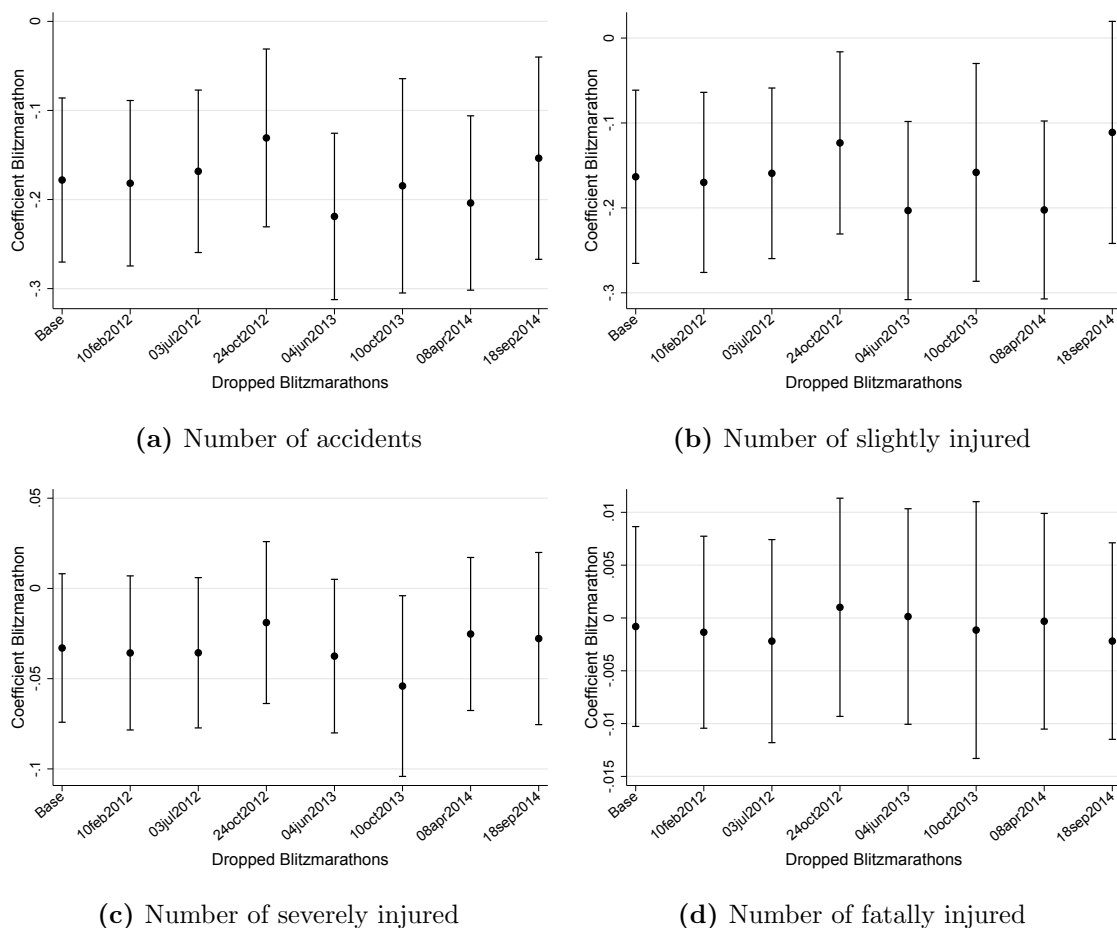 0
-.1
-.2
-.3
Coefficient Blitzmarathon
Base
10feb2012
03jul2012
24oct2012
04jun2013
10oct2013
08apr2014
18sep2014
Dropped Blitzmarathons
(a) Number of accidents
0
-.1
-.2
-.3
Coefficient Blitzmarathon
Base
10feb2012
03jul2012
24oct2012
04jun2013
10oct2013
08apr2014
18sep2014
Dropped Blitzmarathons
(b) Number of slightly injured
.05
0
-.05
-.1
Coefficient Blitzmarathon
Base
10feb2012
03jul2012
24oct2012
04jun2013
10oct2013
08apr2014
18sep2014
Dropped Blitzmarathons
(c) Number of severely injured
.01
.005
0
-.005
-.01
-.015
Coefficient Blitzmarathon
Base
10feb2012
03jul2012
24oct2012
04jun2013
10oct2013
08apr2014
18sep2014
Dropped Blitzmarathons
(d) Number of fatally injured